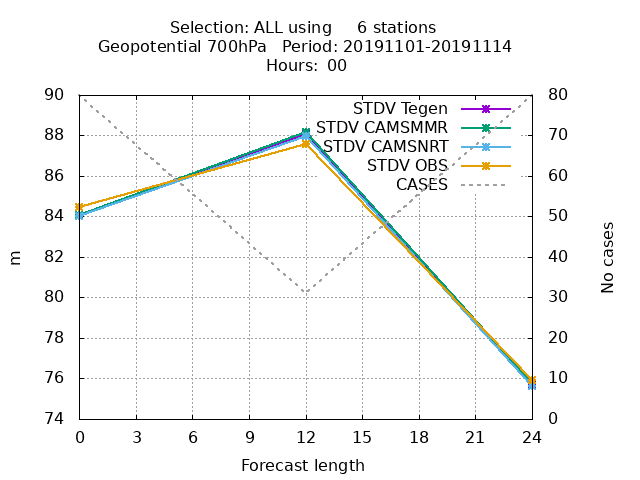 Selection: ALL using     6 stations
Geopotential 700hPa   Period: 20191101-20191114
Hours: 00
90
88
86
84
82
80
78
76
74
80
70
60
50
40
30
20
10
0
STDV Tegen
STDV CAMSMMR
STDV CAMSNRT
STDV OBS
CASES
m
No cases
0 3 6 9 12 15 18 21 24
Forecast length